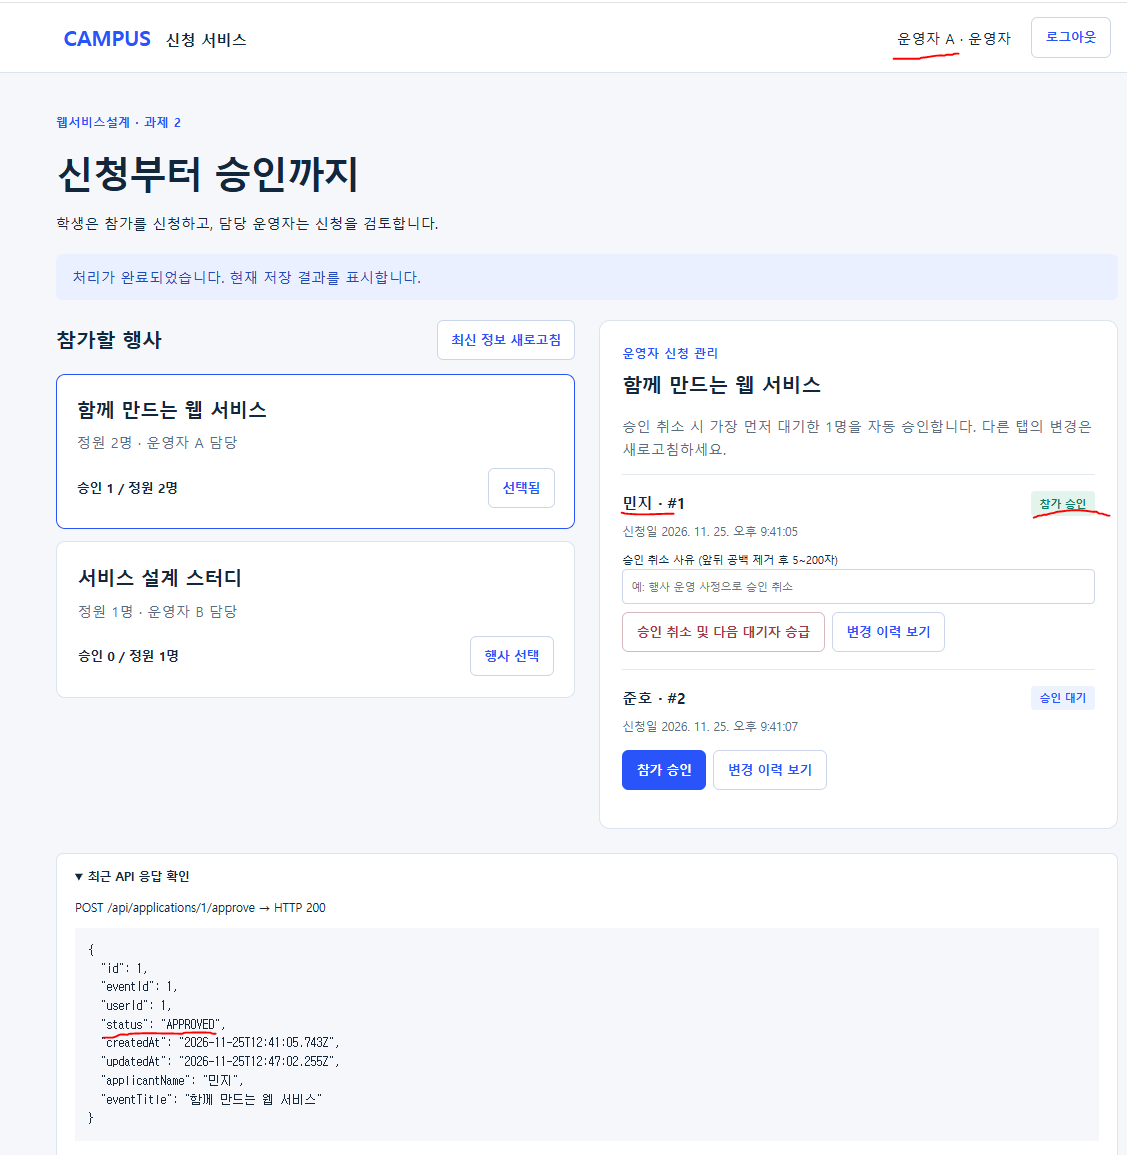 CAMPUS 신청 서비스
운영자 A · 운영자
로그아웃
웹서비스설계 · 과제 2
신청부터 승인까지
학생은 참가를 신청하고, 담당 운영자는 신청을 검토합니다.
처리가 완료되었습니다. 현재 저장 결과를 표시합니다.
참가할 행사
최신 정보 새로고침
함께 만드는 웹 서비스
정원 2명 · 운영자 A 담당
승인 1 / 정원 2명
선택됨
서비스 설계 스터디
정원 1명 · 운영자 B 담당
승인 0 / 정원 1명
행사 선택
운영자 신청 관리
함께 만드는 웹 서비스
승인 취소 시 가장 먼저 대기한 1명을 자동 승인합니다. 다른 탭의 변경은
새로고침하세요.
민지 · #1
참가 승인
신청일 2026. 11. 25. 오후 9:41:05
승인 취소 사유 (앞뒤 공백 제거 후 5~200자)
예: 행사 운영 사정으로 승인 취소
승인 취소 및 다음 대기자 승급
변경 이력 보기
준호 · #2
승인 대기
신청일 2026. 11. 25. 오후 9:41:07
참가 승인
변경 이력 보기
▼ 최근 API 응답 확인
POST /api/applications/1/approve → HTTP 200
{
"id": 1,
"eventId": 1,
"userId": 1,
"status": "APPROVED",
"createdAt": "2026-11-25T12:41:05.743Z",
"updatedAt": "2026-11-25T12:47:02.255Z",
"applicantName": "민지",
"eventTitle": "함께 만드는 웹 서비스"
}